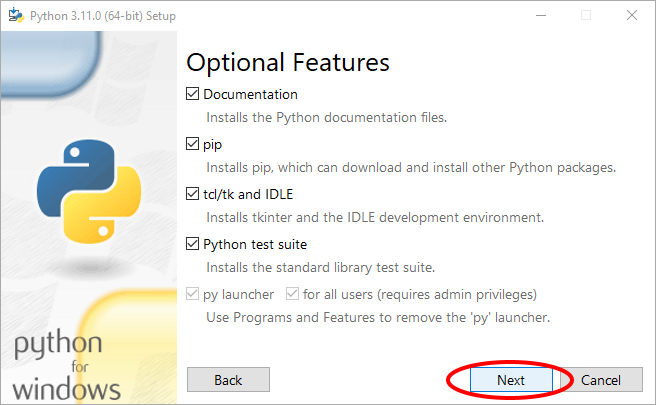 Python 3.11.0 (64-bit) Setup
Optional Features
Documentation
Installs the Python documentation files.
pip
Installs pip, which can download and install other Python packages.
tcl/tk and IDLE
Installs tkinter and the IDLE development environment.
Python test suite
Installs the standard library test suite.
py launcher for all users (requires admin privileges)
Use Programs and Features to remove the 'py' launcher.
python
for
windows
Back Next Cancel